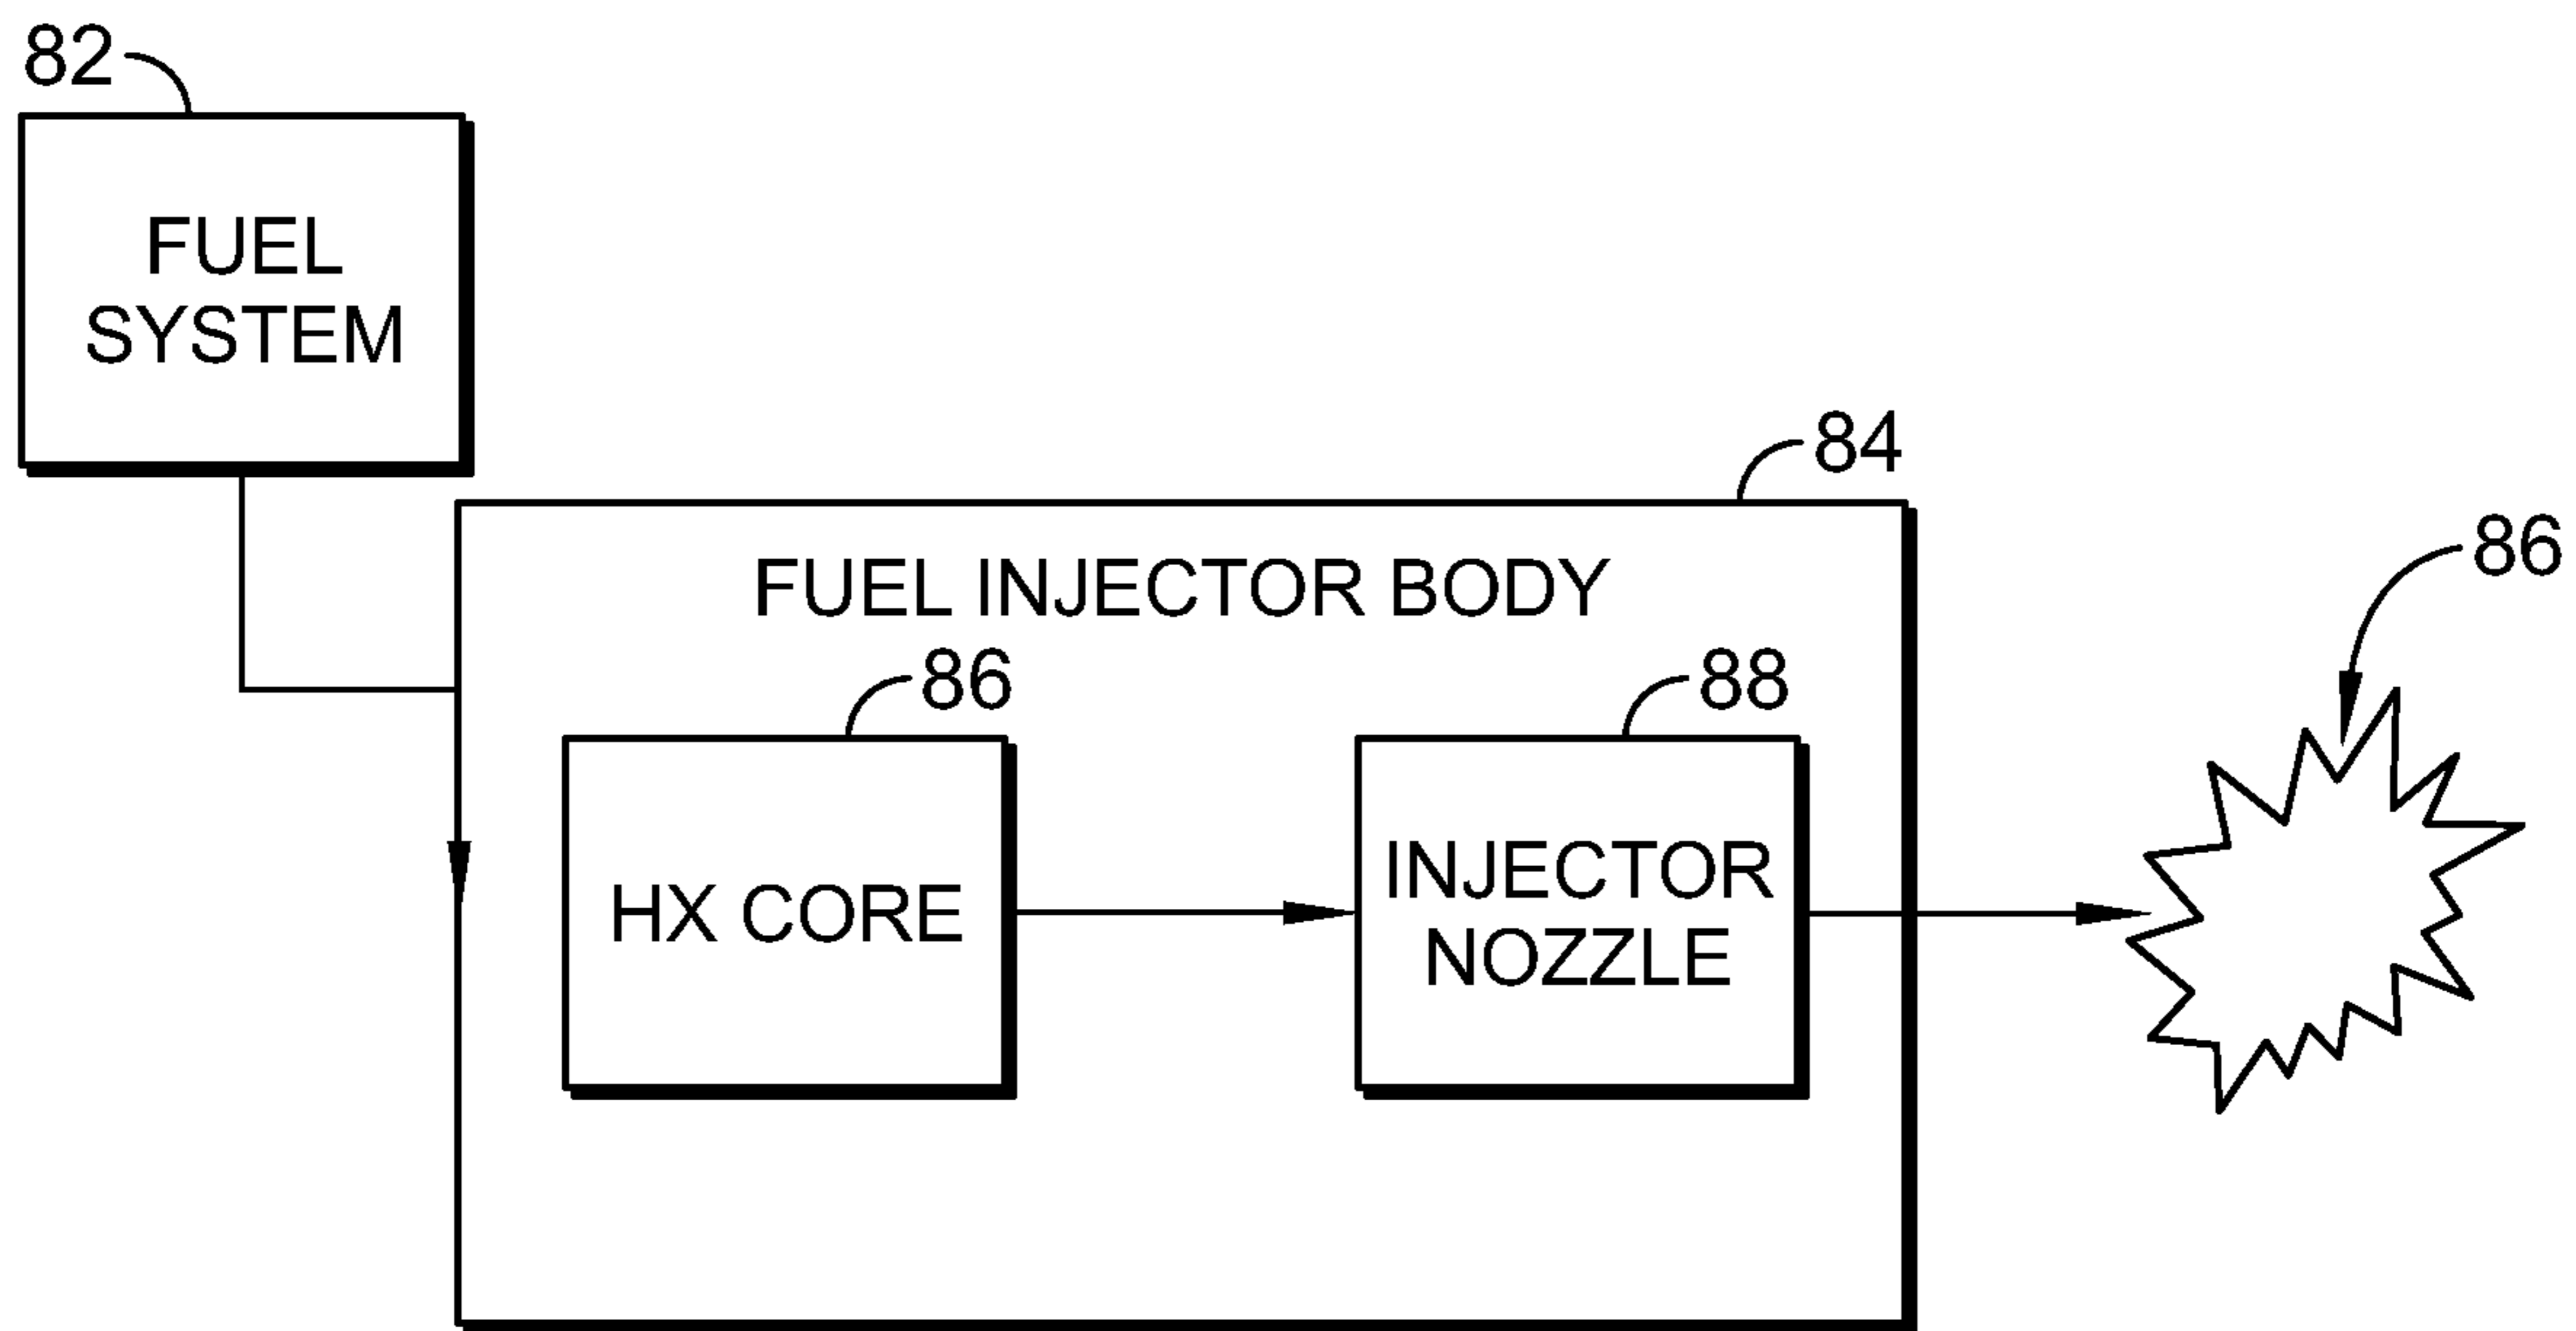 82
FUEL
SYSTEM
84
FUEL INJECTOR BODY
86
86
88
HX CORE
INJECTOR
NOZZLE